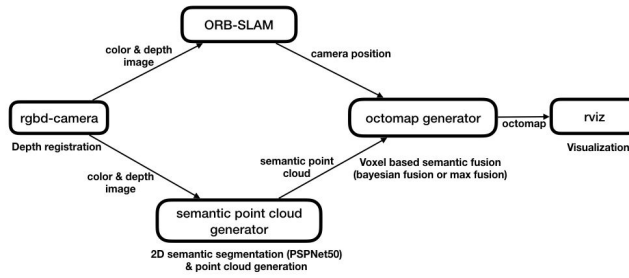 ORB-SLAM
color & depth
image
camera position
rgbd-camera
Depth registration
octomap generator
octomap
rviz
Visualization
Voxel based semantic fusion
(bayesian fusion or max fusion)
semantic point
cloud
color & depth
image
semantic point cloud
generator
2D semantic segmentation (PSPNet50)
& point cloud generation